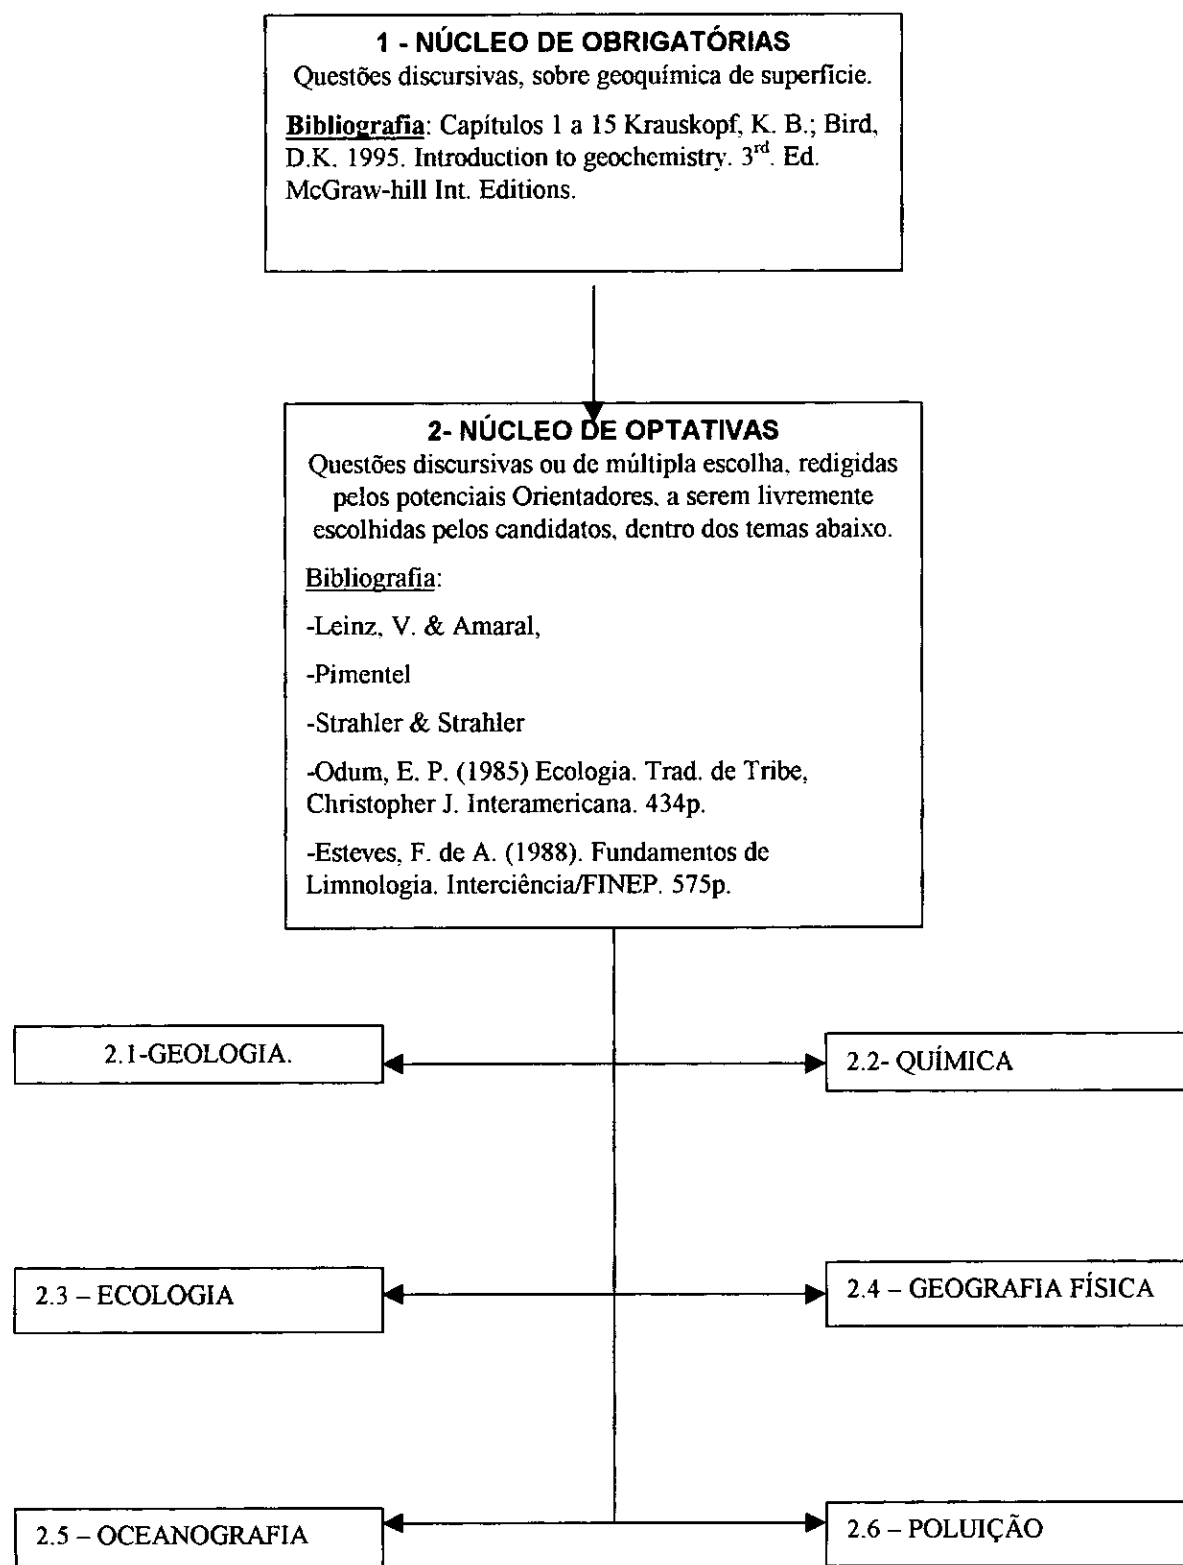 1 - NÚCLEO DE OBRIGATÓRIAS
Questões discursivas, sobre geoquímica de superfície.
Bibliografia: Capítulos 1 a 15 Krauskopf, K. B.; Bird,
D.K. 1995. Introduction to geochemistry. 3rd. Ed.
McGraw-hill Int. Editions.
2- NÚCLEO DE OPTATIVAS
Questões discursivas ou de múltipla escolha, redigidas
pelos potenciais Orientadores, a serem livremente
escolhidas pelos candidatos, dentro dos temas abaixo.
Bibliografia:
-Leinz, V. & Amaral,
-Pimentel
-Strahler & Strahler
-Odum, E. P. (1985) Ecologia. Trad. de Tribe,
Christopher J. Interamericana. 434p.
-Esteves, F. de A. (1988). Fundamentos de
Limnologia. Interciência/FINEP. 575p.
2.1-GEOLOGIA.
2.2- QUÍMICA
2.3 – ECOLOGIA
2.4 – GEOGRAFIA FÍSICA
2.5 – OCEANOGRAFIA
2.6 – POLUIÇÃO